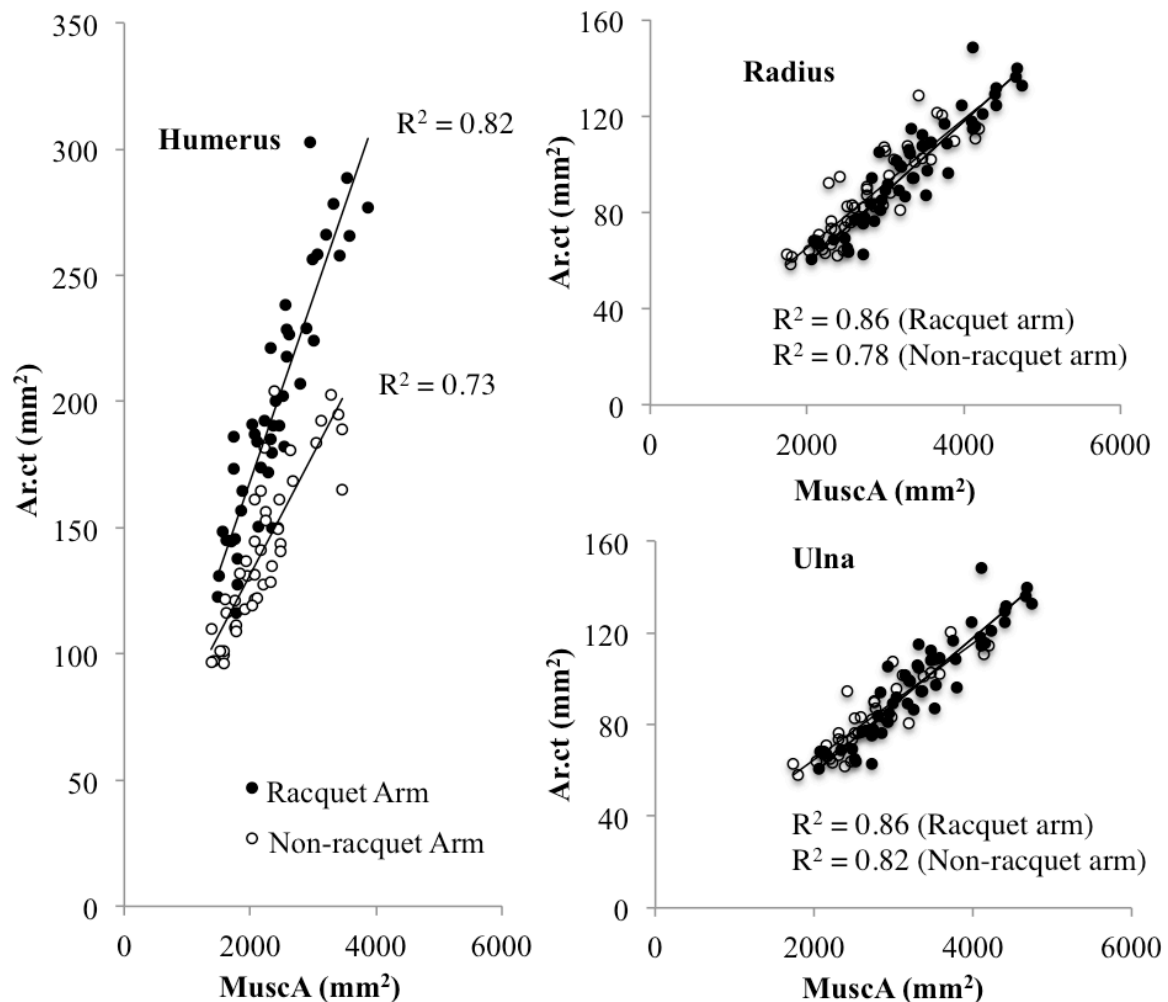 350
300
250
200
150
100
50
0
Ar.ct (mm²)
Humerus
R² = 0.82
R² = 0.73
Racquet Arm
Non-racquet Arm
0 2000 4000 6000
MuscA (mm²)
160
120
80
40
0
Ar.ct (mm²)
Radius
R² = 0.86 (Racquet arm)
R² = 0.78 (Non-racquet arm)
0 2000 4000 6000
MuscA (mm²)
160
120
80
40
0
Ar.ct (mm²)
Ulna
R² = 0.86 (Racquet arm)
R² = 0.82 (Non-racquet arm)
0 2000 4000 6000
MuscA (mm²)